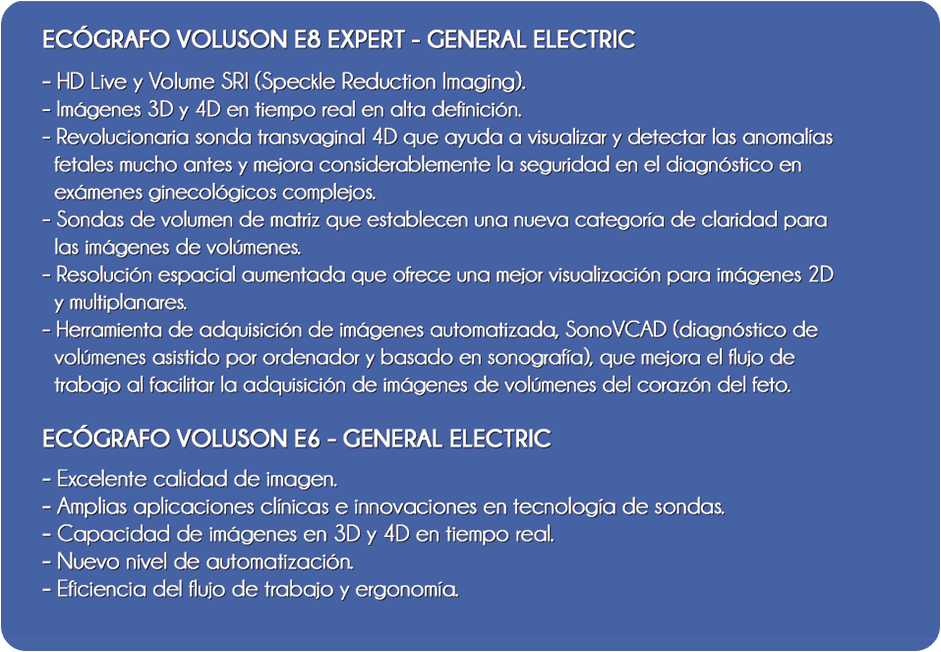 ECÓGRAFO VOLUSON E8 EXPERT - GENERAL ELECTRIC
- HD Live y Volume SRI (Speckle Reduction Imaging).
- Imágenes 3D y 4D en tiempo real en alta definición.
- Revolucionaria sonda transvaginal 4D que ayuda a visualizar y detectar las anomalías
fetales mucho antes y mejora considerablemente la seguridad en el diagnóstico en
exámenes ginecológicos complejos.
- Sondas de volumen de matriz que establecen una nueva categoría de claridad para
las imágenes de volúmenes.
- Resolución espacial aumentada que ofrece una mejor visualización para imágenes 2D
y multiplanares.
- Herramienta de adquisición de imágenes automatizada, SonoVCAD (diagnóstico de
volúmenes asistido por ordenador y basado en sonografía), que mejora el flujo de
trabajo al facilitar la adquisición de imágenes de volúmenes del corazón del feto.
ECÓGRAFO VOLUSON E6 - GENERAL ELECTRIC
- Excelente calidad de imagen.
- Amplias aplicaciones clínicas e innovaciones en tecnología de sondas.
- Capacidad de imágenes en 3D y 4D en tiempo real.
- Nuevo nivel de automatización.
- Eficiencia del flujo de trabajo y ergonomía.